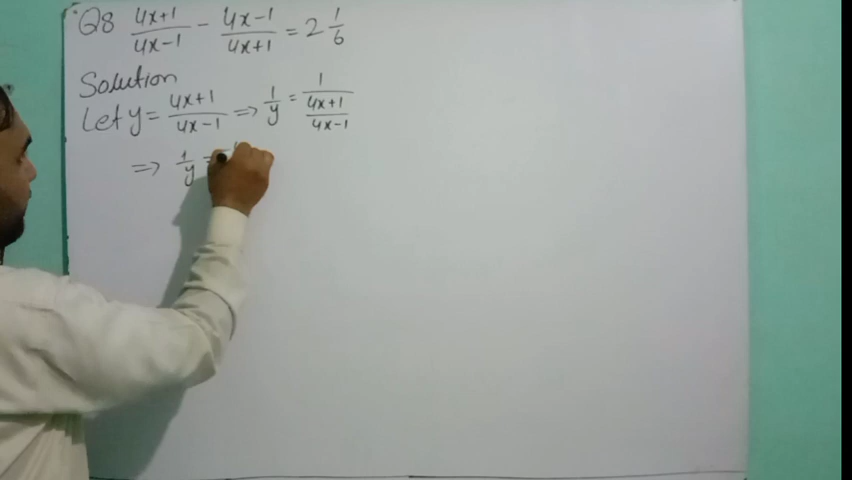 Q8 (4x+1)/(4x-1) - (4x-1)/(4x+1) = 2 1/6
Solution
Let y = (4x+1)/(4x-1) => 1/y = 1/((4x+1)/(4x-1))
=> 1/y =